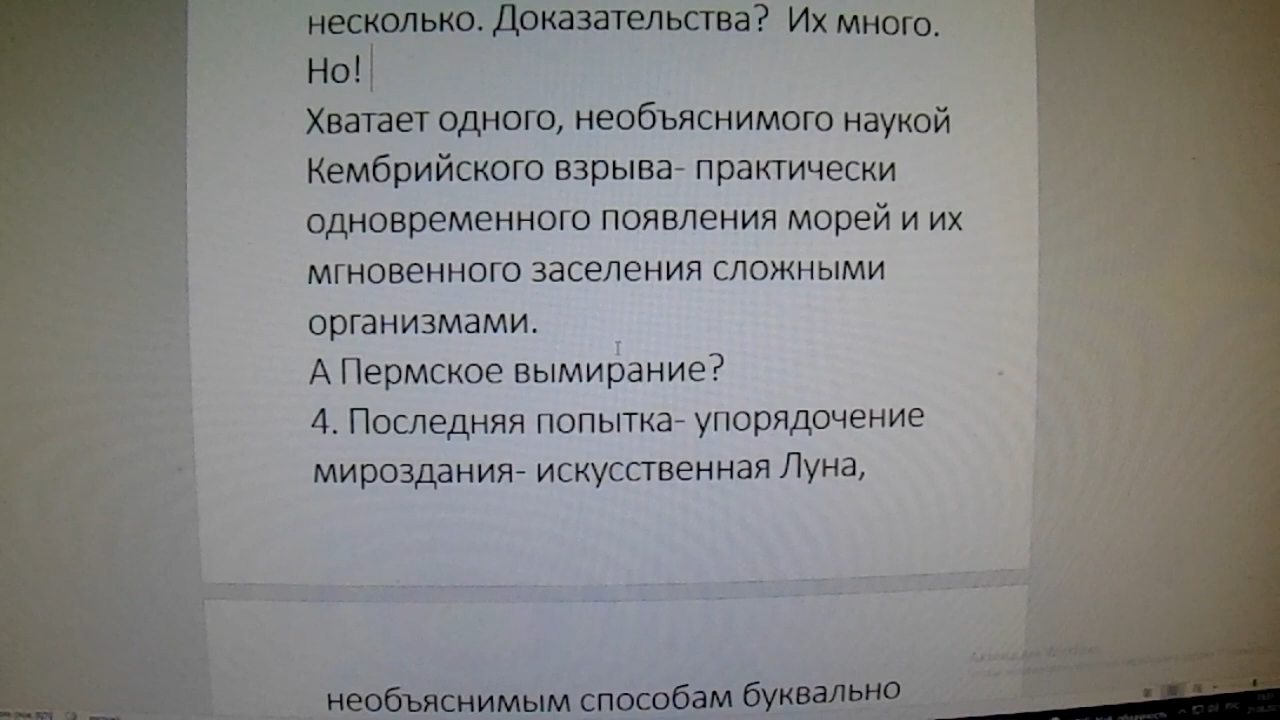 несколько. Доказательства?  Их много.
Но!
Хватает одного, необъяснимого наукой
Кембрийского взрыва- практически
одновременного появления морей и их
мгновенного заселения сложными
организмами.
А Пермское вымирание?
4. Последняя попытка- упорядочение
мироздания- искусственная Луна,
необъяснимым способам буквально